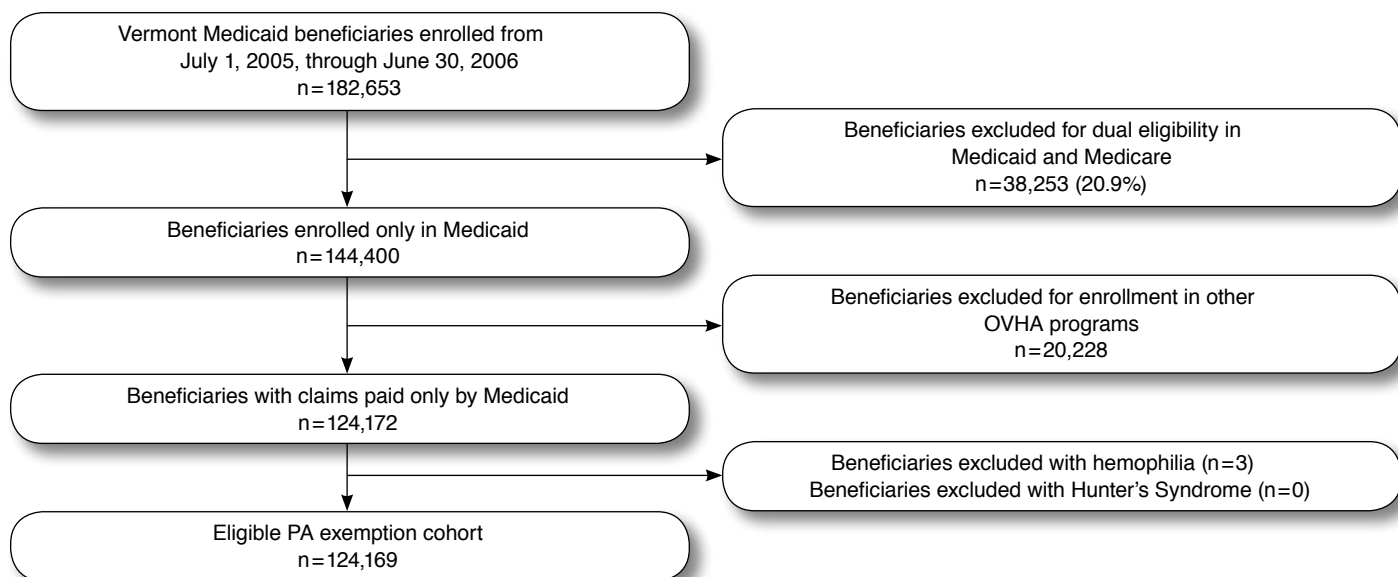 Vermont Medicaid beneficiaries enrolled from
July 1, 2005, through June 30, 2006
n=182,653
Beneficiaries excluded for dual eligibility in
Medicaid and Medicare
n=38,253 (20.9%)
Beneficiaries enrolled only in Medicaid
n=144,400
Beneficiaries excluded for enrollment in other
OVHA programs
n=20,228
Beneficiaries with claims paid only by Medicaid
n=124,172
Beneficiaries excluded with hemophilia (n=3)
Beneficiaries excluded with Hunter's Syndrome (n=0)
Eligible PA exemption cohort
n=124,169